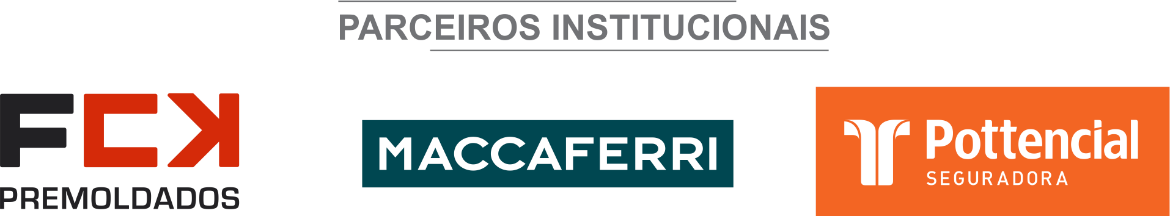 PARCEIROS INSTITUCIONAIS
FCK
PREMOLDADOS
MACCAFERRI
Pottencial
SEGURADORA